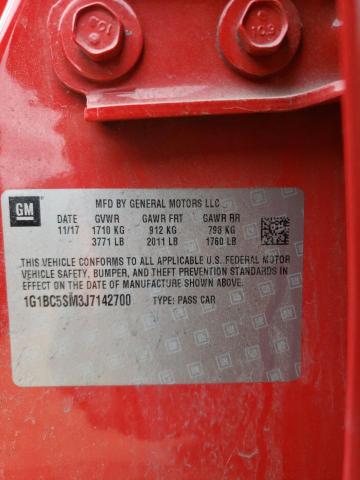 10.9
GM
MFD BY GENERAL MOTORS LLC
DATE GVWR GAWR FRT GAWR RR
11/17 1710 KG 912 KG 798 KG
3771 LB 2011 LB 1760 LB
THIS VEHICLE CONFORMS TO ALL APPLICABLE U.S. FEDERAL MOTOR
VEHICLE SAFETY, BUMPER, AND THEFT PREVENTION STANDARDS
IN EFFECT ON THE DATE OF MANUFACTURE SHOWN ABOVE.
1G1BC5SM3J7142700 TYPE: PASS CAR